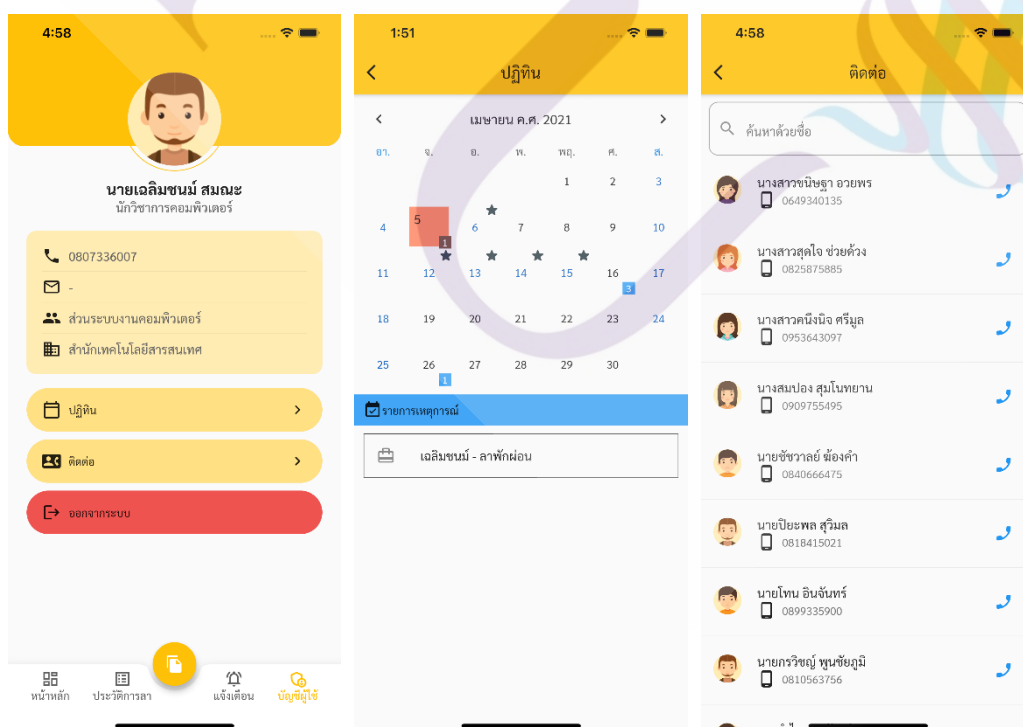 4:58
นายเฉลิมชนม์ สมณะ
นักวิชาการคอมพิวเตอร์
0807336007
-
ส่วนระบบงานคอมพิวเตอร์
สำนักเทคโนโลยีสารสนเทศ
ปฏิทิน
ติดต่อ
ออกจากระบบ
หน้าหลัก ประวัติการลา แจ้งเตือน บัญชีผู้ใช้
1:51
ปฏิทิน
เมษายน ค.ศ. 2021
อา. จ. อ. พ. พฤ. ศ. ส.
1 2 3
4 5 6 7 8 9 10
1
11 12 13 14 15 16 17
3
18 19 20 21 22 23 24
25 26 27 28 29 30
1
รายการเหตุการณ์
เฉลิมชนม์ - ลาพักผ่อน
4:58
ติดต่อ
ค้นหาด้วยชื่อ
นางสาวขนิษฐา อวยพร
0649340135
นางสาวสุดใจ ช่วยด้วง
0825875885
นางสาวคนึงนิจ ศรีมูล
0953643097
นางสมปอง สุมโนทยาน
0909755495
นายชัชวาลย์ ฆ้องคำ
0840666475
นายปิยะพล สุวิมล
0818415021
นายโทน อินจันทร์
0899335900
นายกรวิชญ์ พูนชัยภูมิ
0810563756